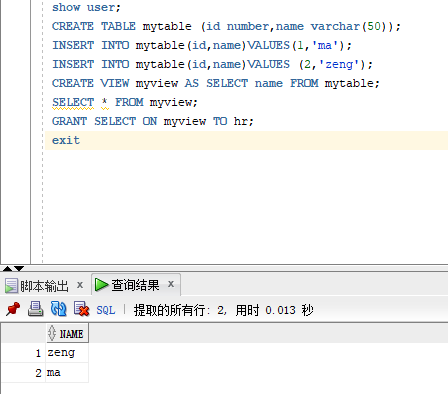 show user;
CREATE TABLE mytable (id number,name varchar(50));
INSERT INTO mytable(id,name)VALUES(1,'ma');
INSERT INTO mytable(id,name)VALUES (2,'zeng');
CREATE VIEW myview AS SELECT name FROM mytable;
SELECT * FROM myview;
GRANT SELECT ON myview TO hr;
exit
脚本输出 x 查询结果 x
SQL | 提取的所有行: 2, 用时 0.013 秒
NAME
1 zeng
2 ma